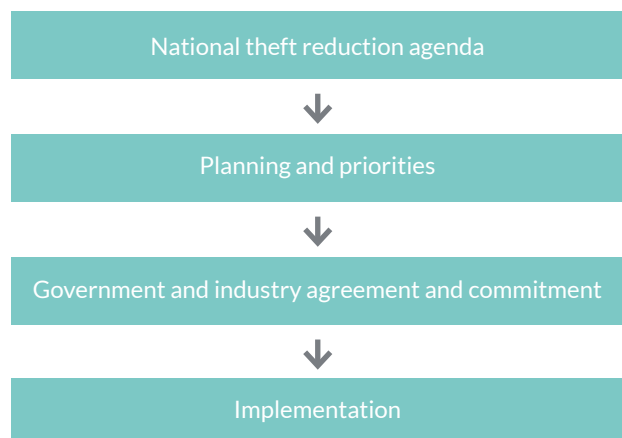 National theft reduction agenda
Planning and priorities
Government and industry agreement and commitment
Implementation